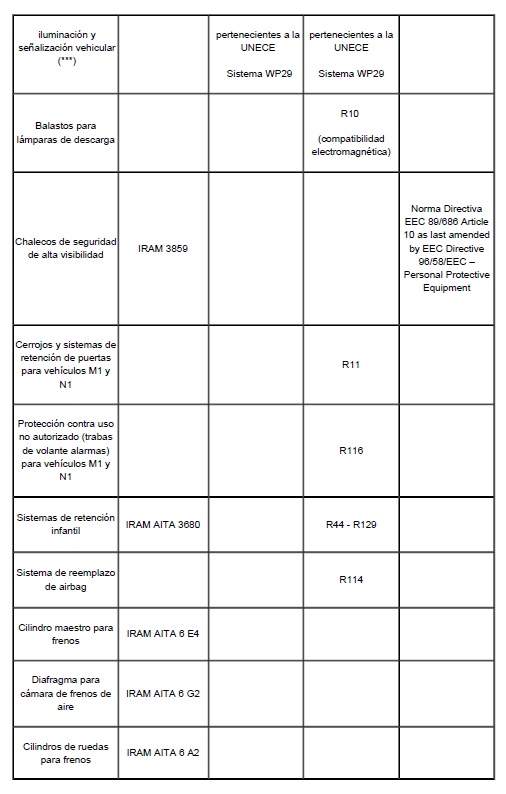 iluminación y
señalización vehicular
(***)
pertenecientes a la
UNECE
Sistema WP29
pertenecientes a la
UNECE
Sistema WP29
Balastos para
lámparas de descarga
R10
(compatibilidad
electromagnética)
Chalecos de seguridad
de alta visibilidad
IRAM 3859
Norma Directiva
EEC 89/686 Article
10 as last amended
by EEC Directive
96/58/EEC –
Personal Protective
Equipment
Cerrojos y sistemas de
retención de puertas
para vehículos M1 y
N1
R11
Protección contra uso
no autorizado (trabas
de volante alarmas)
para vehículos M1 y
N1
R116
Sistemas de retención
infantil
IRAM AITA 3680
R44 - R129
Sistema de reemplazo
de airbag
R114
Cilindro maestro para
frenos
IRAM AITA 6 E4
Diafragma para
cámara de frenos de
aire
IRAM AITA 6 G2
Cilindros de ruedas
para frenos
IRAM AITA 6 A2